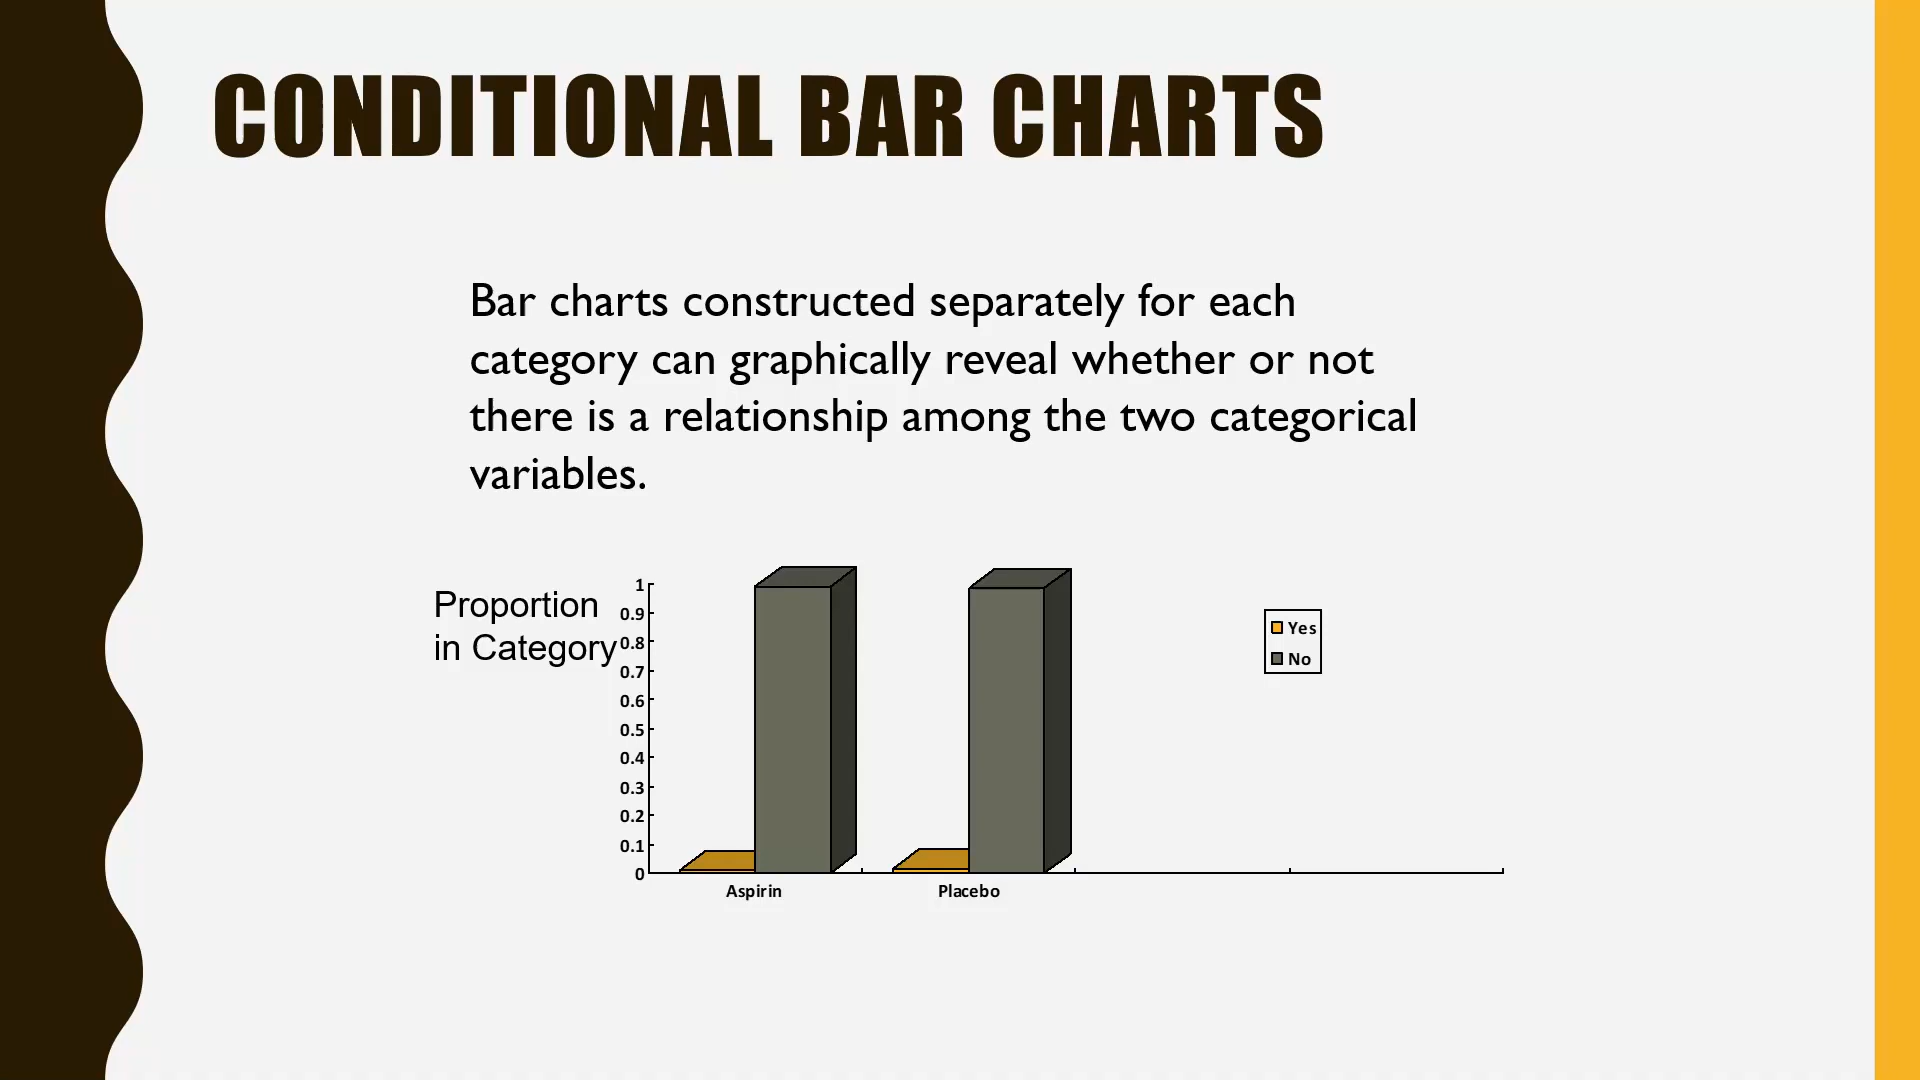 CONDITIONAL BAR CHARTS
Bar charts constructed separately for each
category can graphically reveal whether or not
there is a relationship among the two categorical
variables.
Proportion
in Category
1
0.9
0.8
0.7
0.6
0.5
0.4
0.3
0.2
0.1
0
Aspirin
Placebo
Yes
No